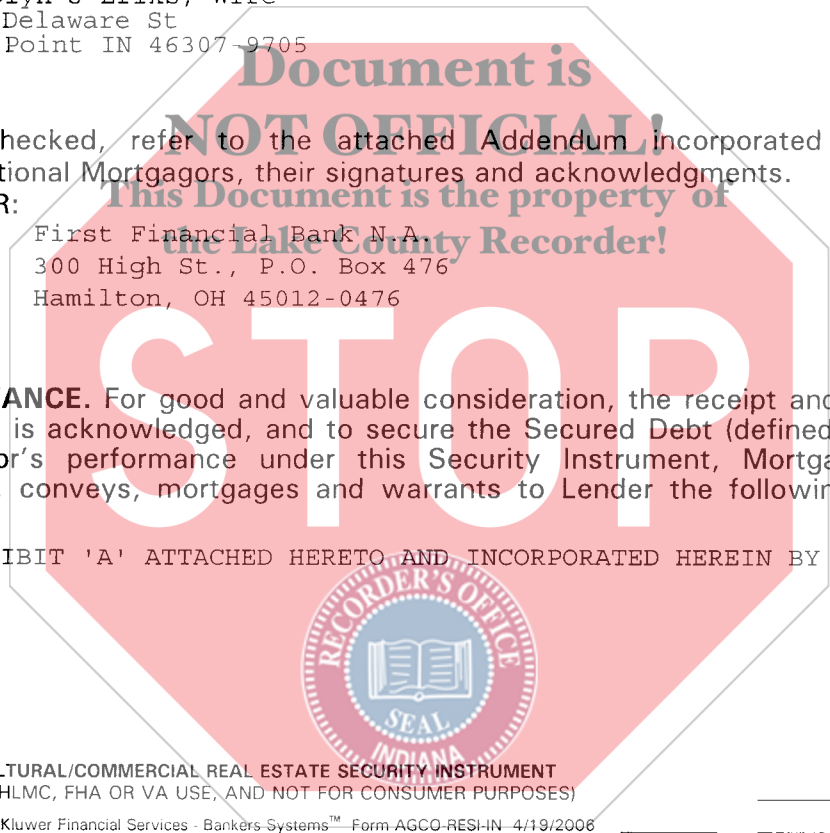 Delaware St
Point IN 46307-9705
Document is
NOT OFFICIAL!
hecked, refer to the attached Addendum incorporated
tional Mortgagors, their signatures and acknowledgments.
This Document is the property of
R:
the Lake County Recorder!
First Financial Bank N.A.
300 High St., P.O. Box 476
Hamilton, OH 45012-0476
STOP
ANCE. For good and valuable consideration, the receipt and
is acknowledged, and to secure the Secured Debt (defined
or's performance under this Security Instrument, Mortga
conveys, mortgages and warrants to Lender the followin
IBIT 'A' ATTACHED HERETO AND INCORPORATED HEREIN BY
RECORDER'S OFFICE
SEAL
INDIANA
LTURAL/COMMERCIAL REAL ESTATE SECURITY INSTRUMENT
HLMC, FHA OR VA USE, AND NOT FOR CONSUMER PURPOSES)
Kluwer Financial Services - Bankers Systems™ Form AGCO-RESI-IN 4/19/2006